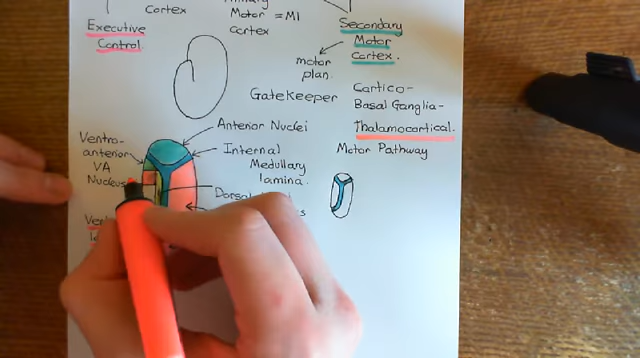 Cortex
Motor = M1
cortex
Executive
Control.
Secondary
Motor
cortex.
motor
plan.
Gatekeeper
Cortico-
Basal Ganglia-
Thalamocortical.
Motor Pathway
Anterior Nuclei
Ventro-
anterior
VA
Nucleus
Internal
Medullary
lamina.